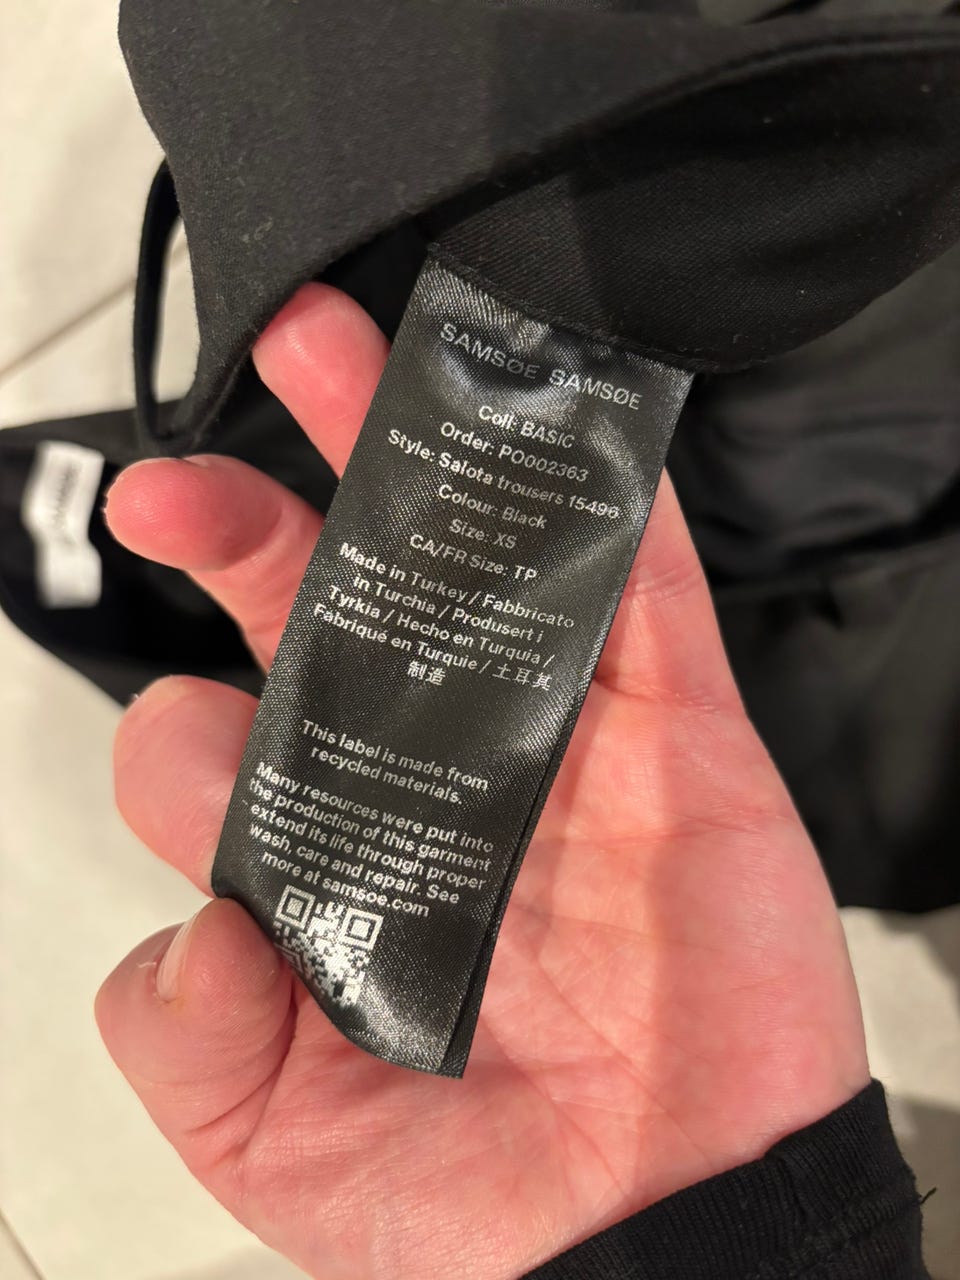 SAMSØE SAMSØE
Coll: BASIC
Order: PO002363
Style: Salota trousers 15496
Colour: Black
Size: XS
CA/FR Size: TP
Made in Turkey / Fabbricato
in Turchia / Produsert i
Tyrkia / Hecho en Turquia /
Fabriqué en Turquie / 土耳其
制造
This label is made from
recycled materials.
Many resources were put into
the production of this garment
extend its life through proper
wash, care and repair. See
more at samsoe.com